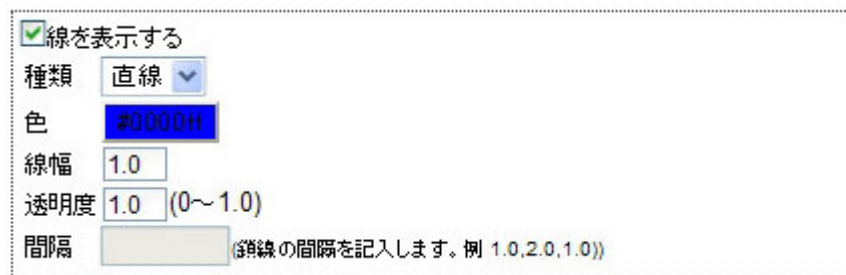 線を表示する
種類 直線
色 #0000ff
線幅 1.0
透明度 1.0 (0～1.0)
間隔 (鎖線の間隔を記入します。例 1.0,2.0,1.0))